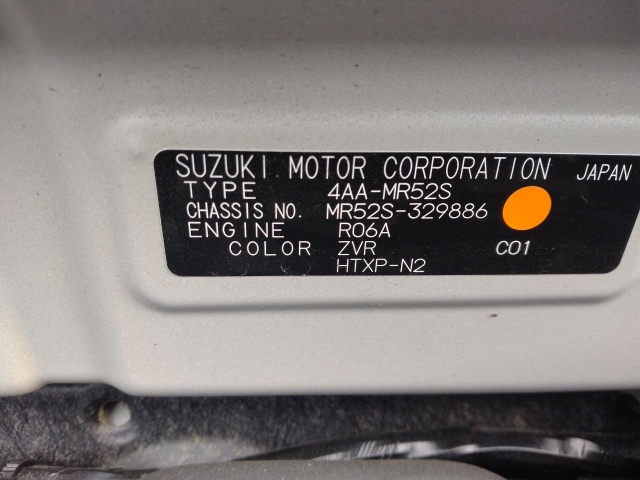 SUZUKI MOTOR CORPORATION JAPAN
TYPE 4AA-MR52S
CHASSIS NO. MR52S-329886
ENGINE R06A
COLOR ZVR C01
HTXP-N2